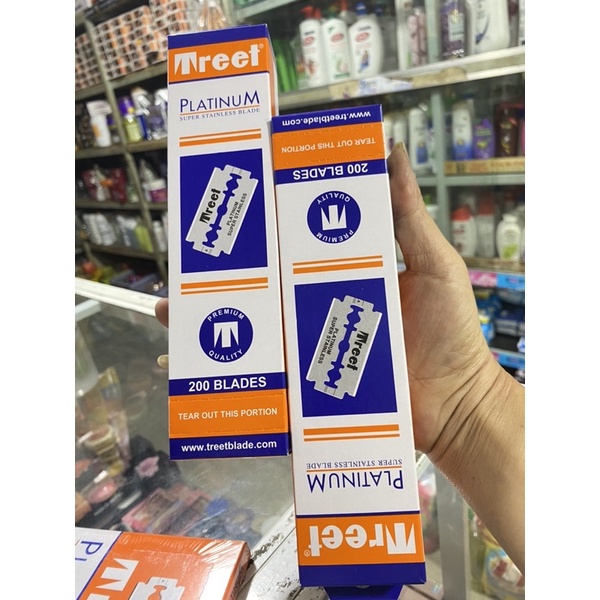 Treet®
PLATINUM
SUPER STAINLESS BLADE
Treet
PLATINUM
SUPER STAINLESS
PREMIUM
T
QUALITY
200 BLADES
TEAR OUT THIS PORTION
www.treetblade.com
www.treetblade.com
TEAR OUT THIS PORTION
200 BLADES
PREMIUM
T
QUALITY
Treet
PLATINUM
SUPER STAINLESS
PLATINUM
SUPER STAINLESS BLADE
Treet®